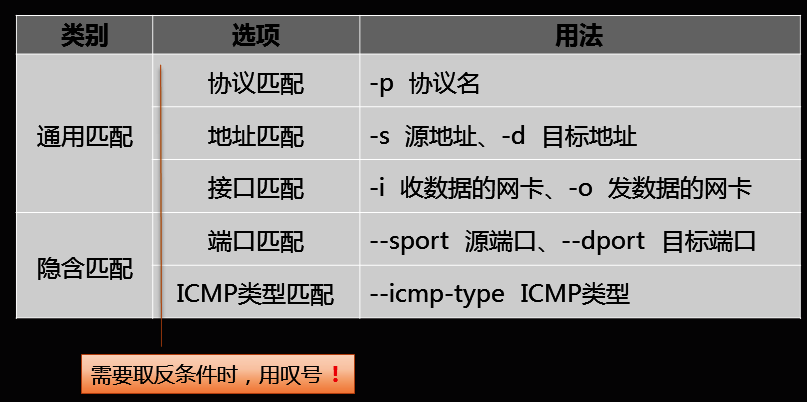 类别 选项 用法
通用匹配 协议匹配 -p 协议名
地址匹配 -s 源地址、-d 目标地址
接口匹配 -i 收数据的网卡、-o 发数据的网卡
隐含匹配 端口匹配 --sport 源端口、--dport 目标端口
ICMP类型匹配 --icmp-type ICMP类型
需要取反条件时，用叹号！